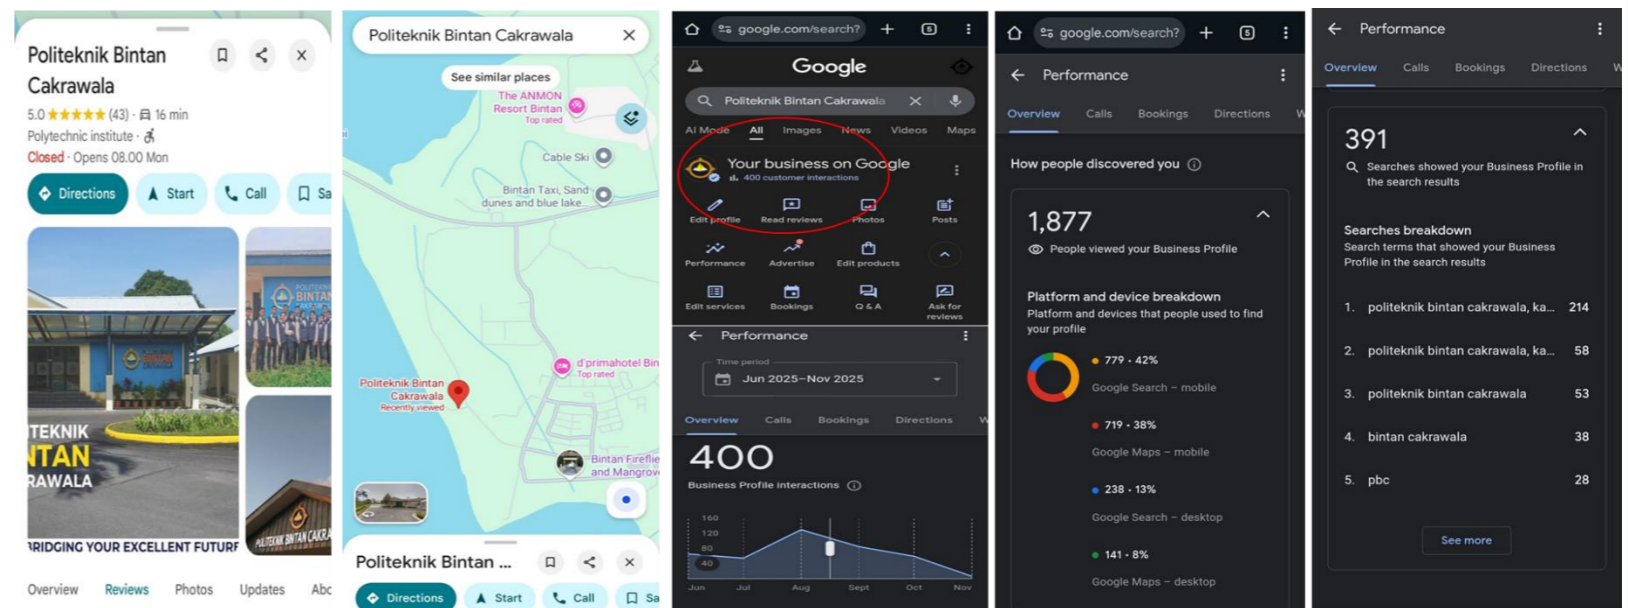 Politeknik Bintan
Cakrawala
5.0 ★★★★★ (43) · 16 min
Polytechnic institute ·
Closed · Opens 08.00 Mon
Directions
Start
Call
Sa
POLITEKNIK
BINTAN
BINTAN
LITEKNIK
NTAN
RAWALA
POLITEKNIK BINTAN CAKRA
BRIDGING YOUR EXCELLENT FUTURE
Overview
Reviews
Photos
Updates
Abo
Politeknik Bintan Cakrawala
See similar places
The ANMON
Resort Bintan
Top rated
Cable Ski
Bintan Taxi, Sand
dunes and blue lake...
d'primahotel Bin
Top rated
Politeknik Bintan
Cakrawala
Recently viewed
Bintan Fireflie
and Mangrov
Politeknik Bintan ...
Directions
Start
Call
Sa
google.com/search?
5
Google
Politeknik Bintan Cakrawala
AI Mode
All
Images
News
Videos
Maps
Your business on Google
400 customer interactions
Edit profile
Read reviews
Photos
Posts
Performance
Advertise
Edit products
Edit services
Bookings
Q & A
Ask for
reviews
Performance
Time period
Jun 2025–Nov 2025
Overview
Calls
Bookings
Directions
W
400
Business Profile interactions
160
120
80
40
Jun
Jul
Aug
Sept
Oct
Nov
google.com/search?
5
Performance
Overview
Calls
Bookings
Directions
W
How people discovered you
1,877
People viewed your Business Profile
Platform and device breakdown
Platform and devices that people used to find
your profile
779 · 42%
Google Search – mobile
719 · 38%
Google Maps – mobile
238 · 13%
Google Search – desktop
141 · 8%
Google Maps – desktop
Performance
Overview
Calls
Bookings
Directions
W
391
Searches showed your Business Profile in
the search results
Searches breakdown
Search terms that showed your Business
Profile in the search results
1. politeknik bintan cakrawala, ka... 214
2. politeknik bintan cakrawala, ka... 58
3. politeknik bintan cakrawala 53
4. bintan cakrawala 38
5. pbc 28
See more